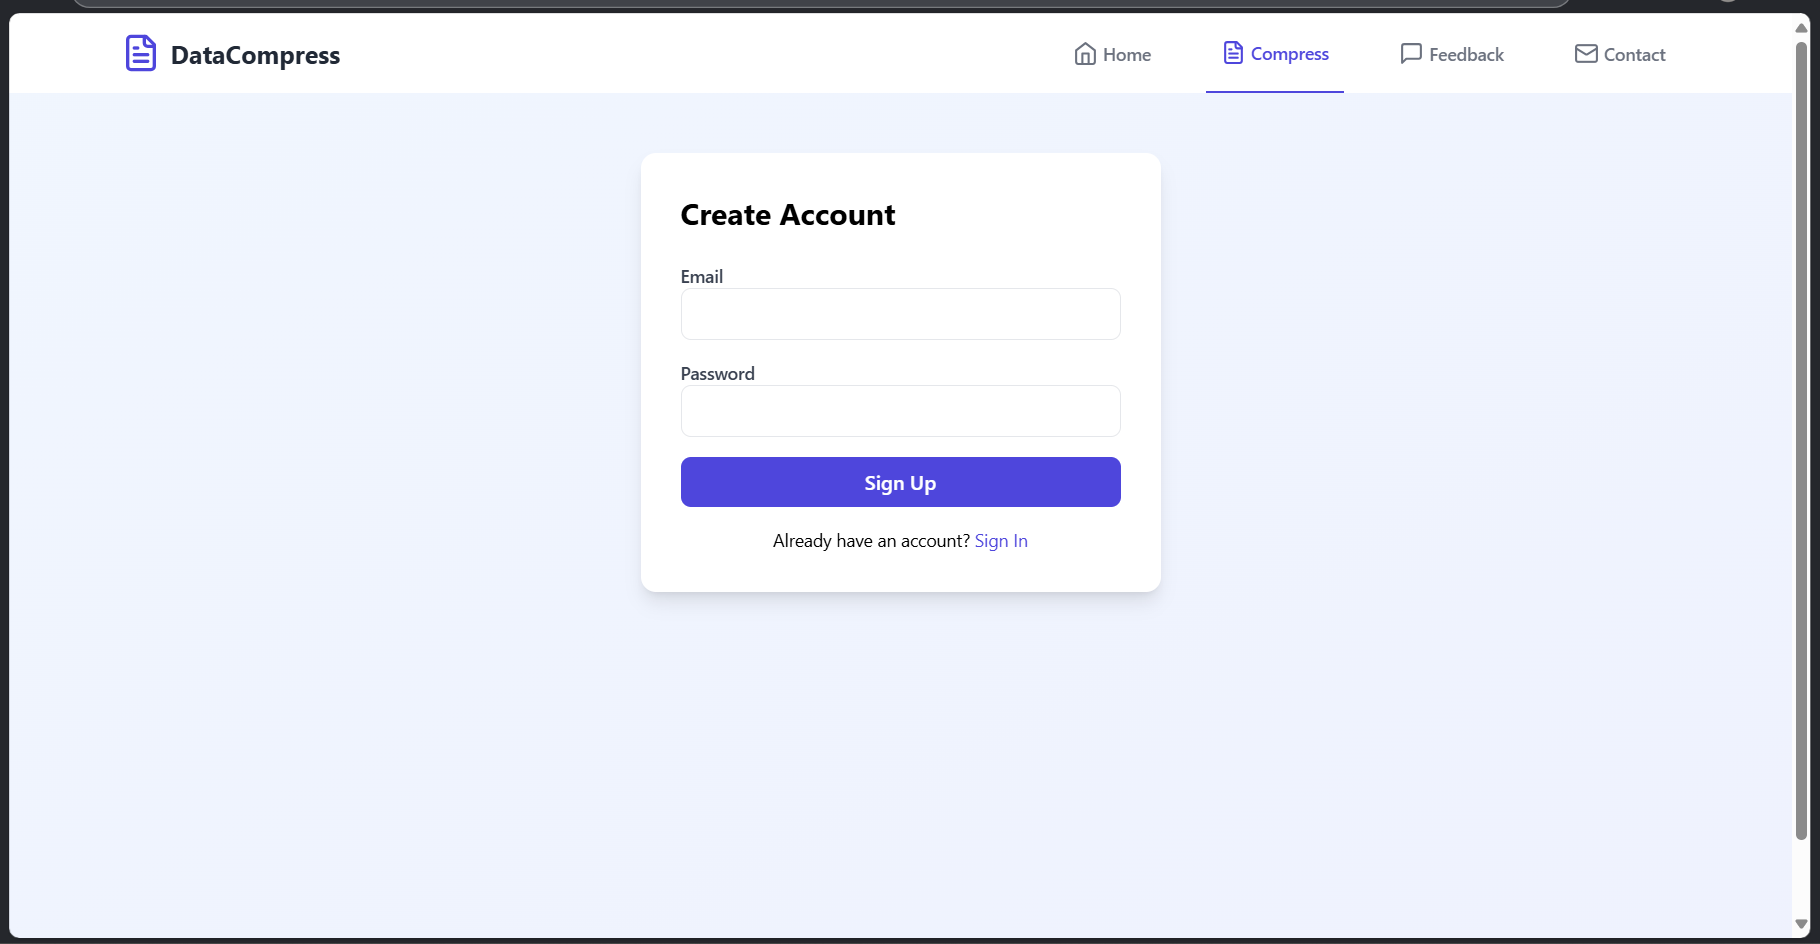 DataCompress
Home
Compress
Feedback
Contact
Create Account
Email
Password
Sign Up
Already have an account? Sign In